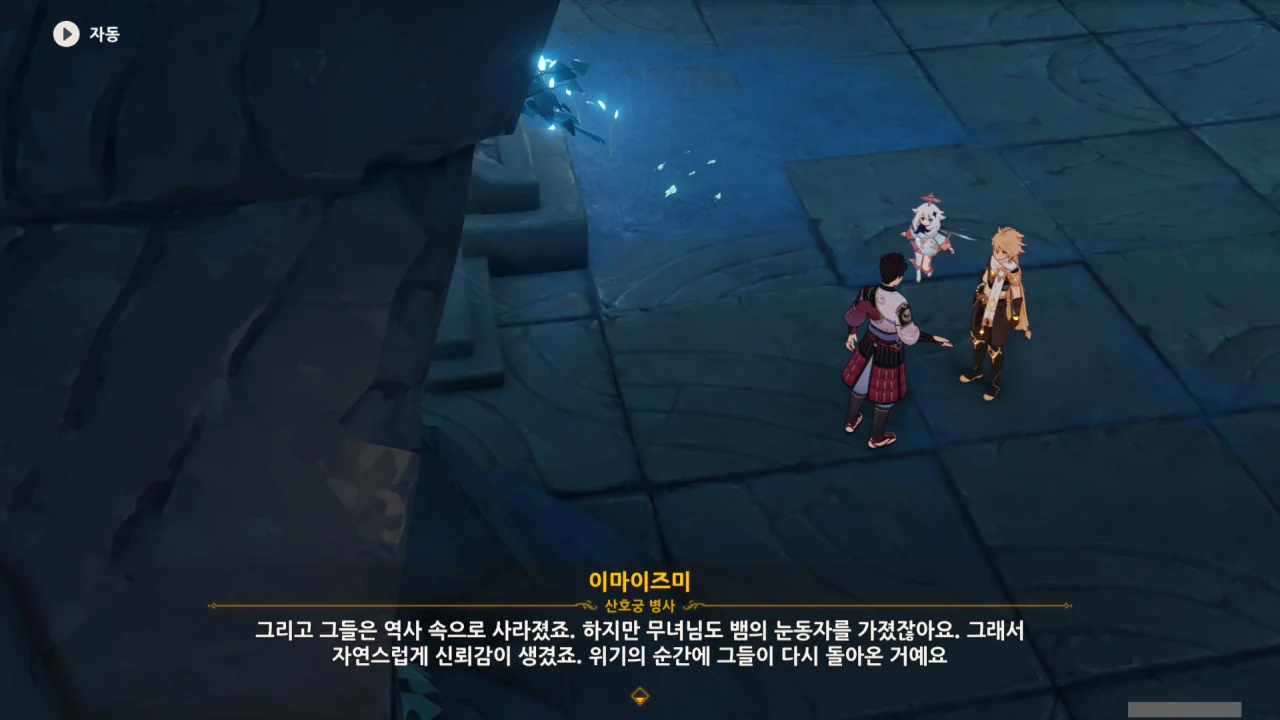 자동
이마이즈미
산호궁 병사
그리고 그들은 역사 속으로 사라졌죠. 하지만 무녀님도 뱀의 눈동자를 가졌잖아요. 그래서
자연스럽게 신뢰감이 생겼죠. 위기의 순간에 그들이 다시 돌아온 거예요